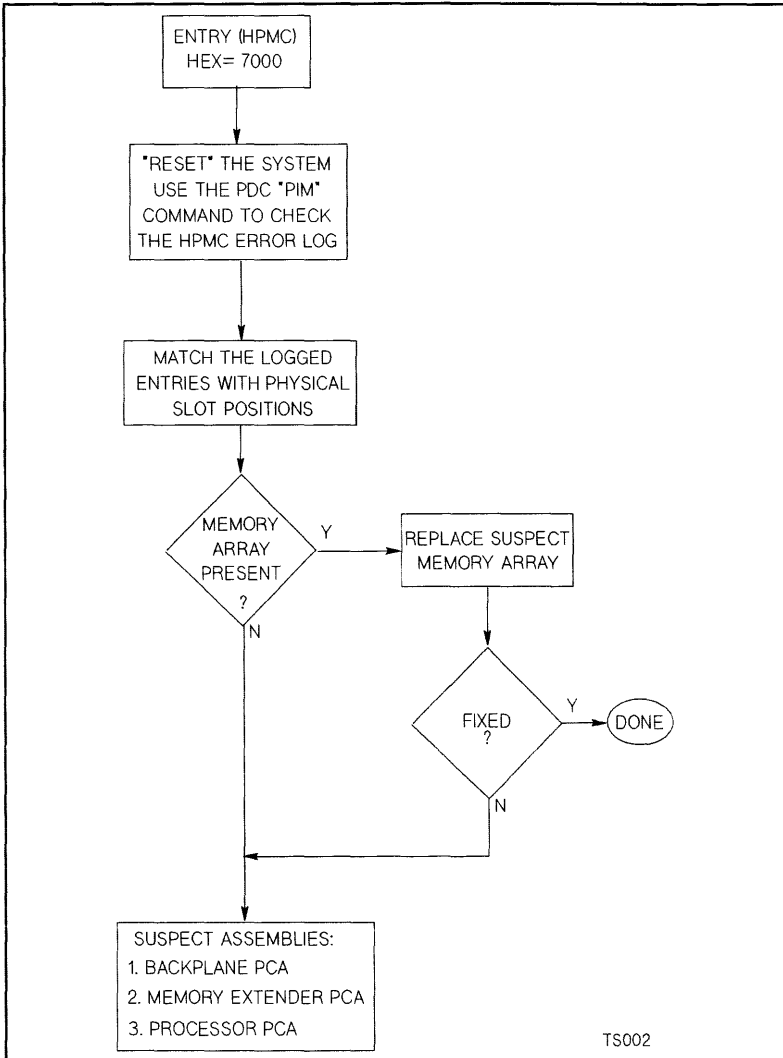 ENTRY (HPMC)
HEX= 7000
"RESET" THE SYSTEM
USE THE PDC "PIM"
COMMAND TO CHECK
THE HPMC ERROR LOG
MATCH THE LOGGED
ENTRIES WITH PHYSICAL
SLOT POSITIONS
MEMORY
ARRAY
PRESENT
?
Y
N
REPLACE SUSPECT
MEMORY ARRAY
FIXED
?
Y
N
DONE
SUSPECT ASSEMBLIES:
1. BACKPLANE PCA
2. MEMORY EXTENDER PCA
3. PROCESSOR PCA
TS002